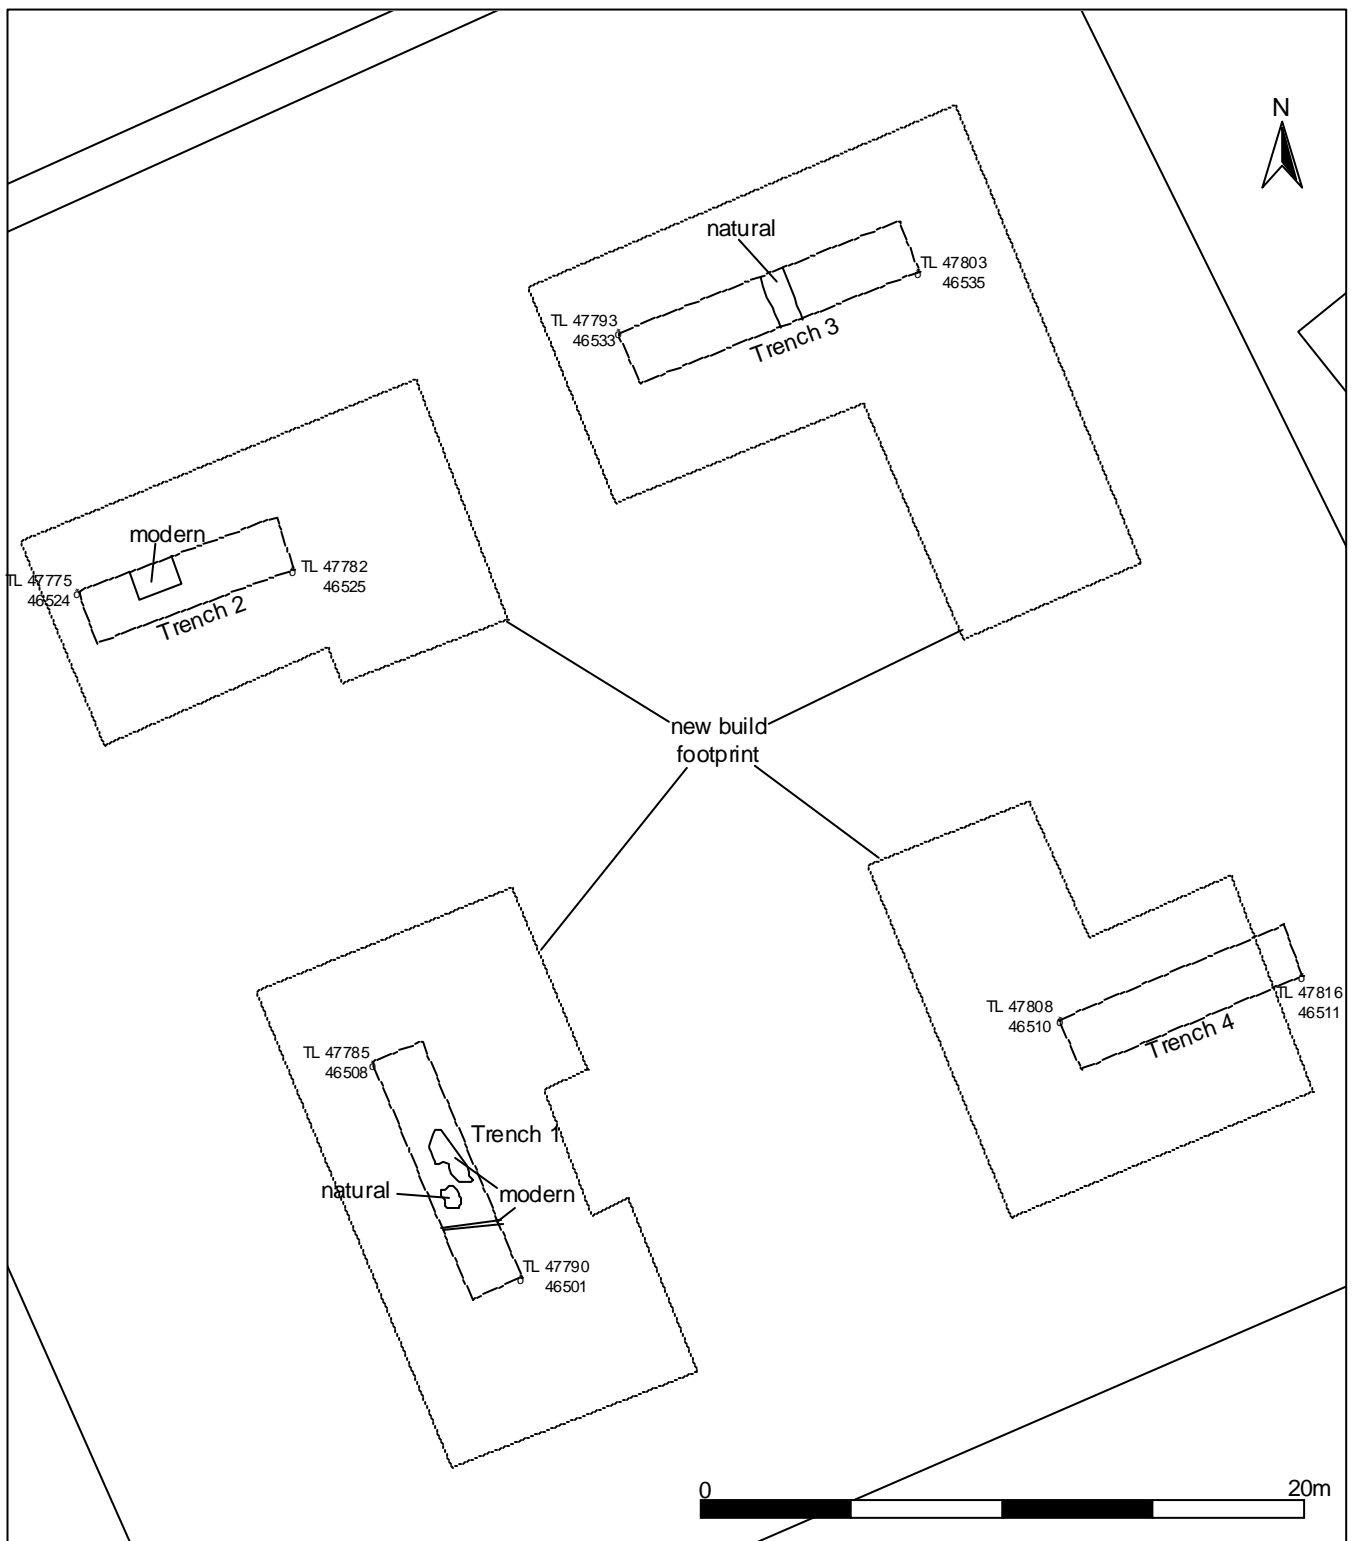 N
natural
TL 47803
46535
TL 47793
46533
Trench 3
modern
TL 47775
46524
TL 47782
46525
Trench 2
new build
footprint
TL 47808
46510
TL 47816
46511
Trench 4
TL 47785
46508
Trench 1
natural
modern
TL 47790
46501
0
20m